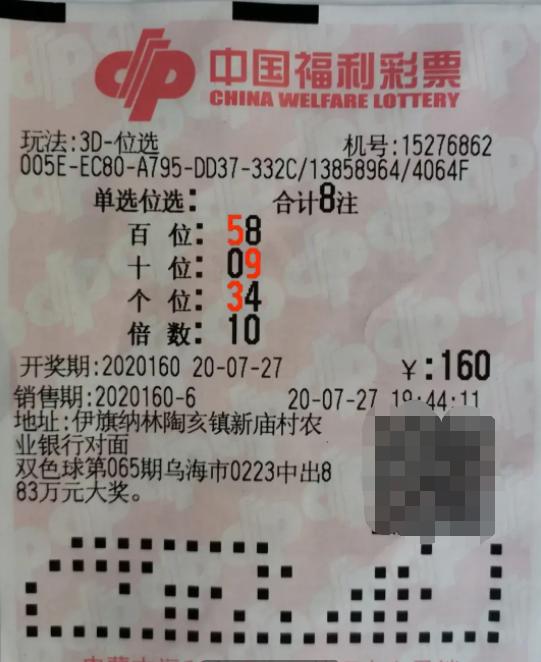 中国福利彩票
CHINA WELFARE LOTTERY
玩法:3D-位选 机号:15276862
005E-EC80-A795-DD37-332C/13858964/4064F
单选位选: 合计8注
百 位: 58
十 位: 09
个 位: 34
倍 数: 10
开奖期:2020160 20-07-27 ¥:160
销售期:2020160-6 20-07-27 19:44:11
地址:伊旗纳林陶亥镇新庙村农
业银行对面
双色球第065期乌海市0223中出8
83万元大奖。